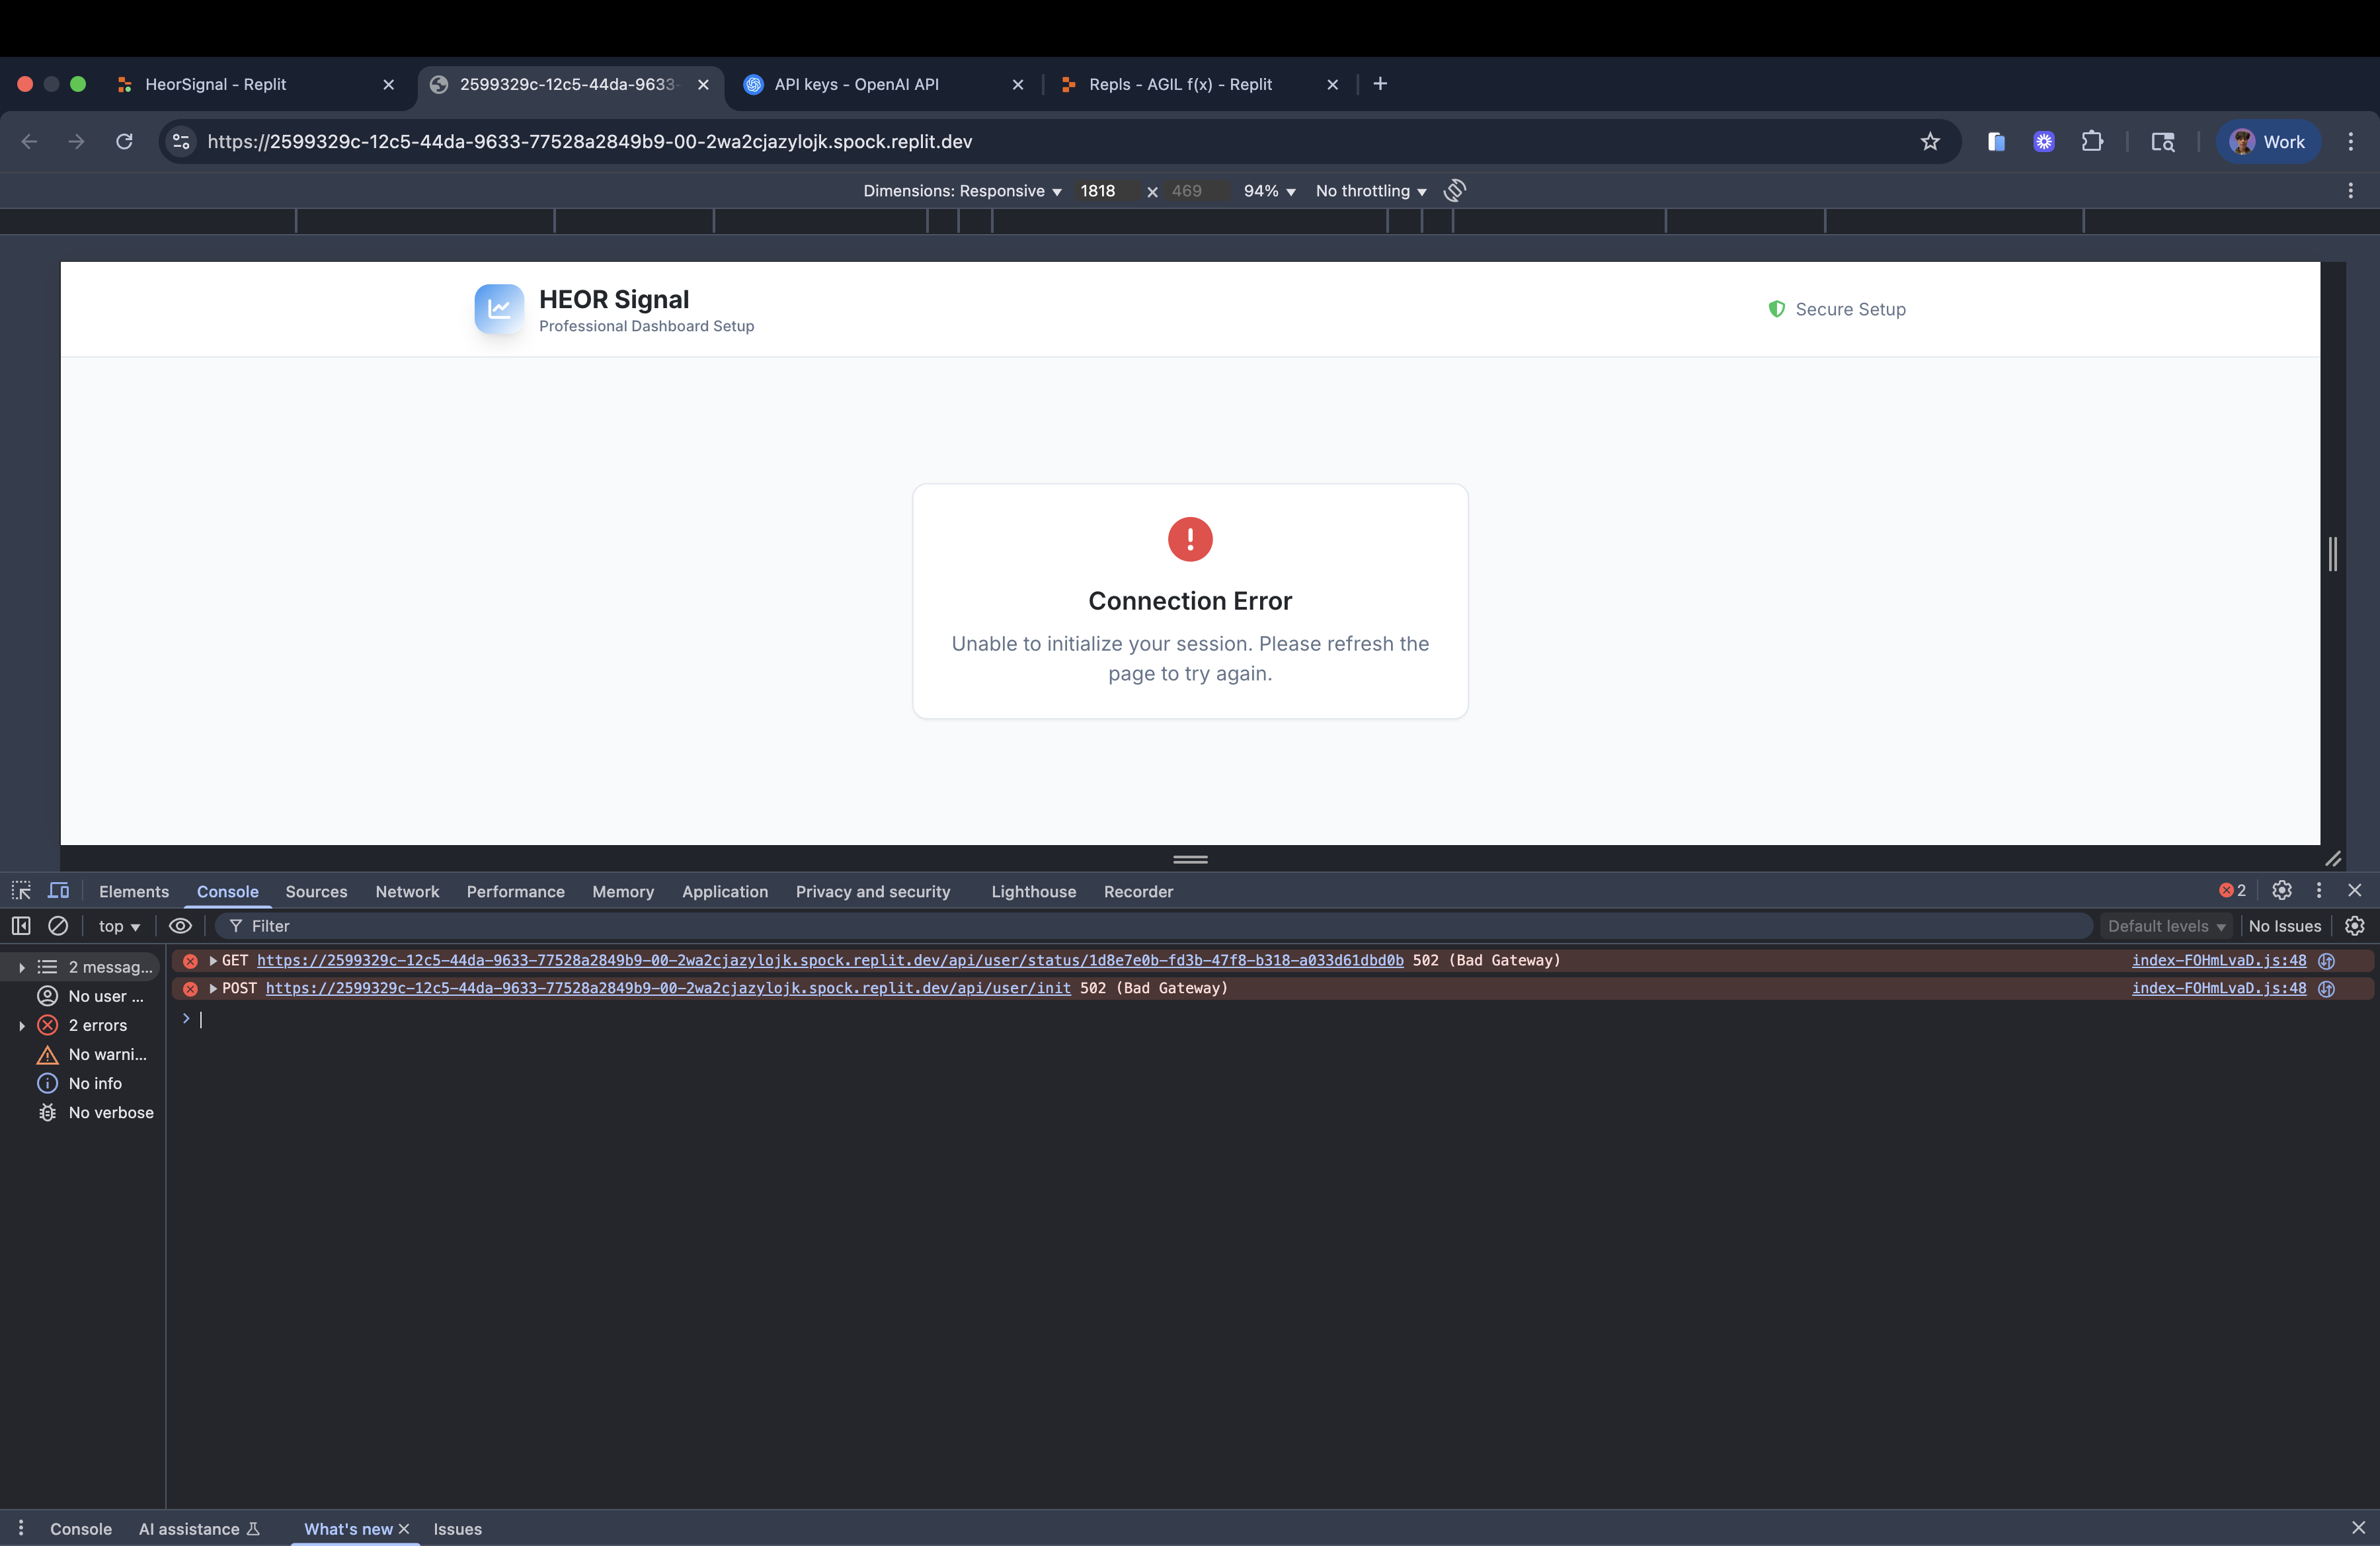 HeorSignal - Replit
2599329c-12c5-44da-9633-
API keys - OpenAI API
Repls - AGIL f(x) - Replit
https://2599329c-12c5-44da-9633-77528a2849b9-00-2wa2cjazylojk.spock.replit.dev
Work
Dimensions: Responsive 1818 × 469 94% No throttling
HEOR Signal
Professional Dashboard Setup
Secure Setup
Connection Error
Unable to initialize your session. Please refresh the
page to try again.
Elements Console Sources Network Performance Memory Application Privacy and security Lighthouse Recorder 2
top Filter Default levels No Issues
2 messag...
No user ...
2 errors
No warni...
No info
No verbose
GET https://2599329c-12c5-44da-9633-77528a2849b9-00-2wa2cjazylojk.spock.replit.dev/api/user/status/1d8e7e0b-fd3b-47f8-b318-a033d61dbd0b 502 (Bad Gateway) index-FOHmLvaD.js:48
POST https://2599329c-12c5-44da-9633-77528a2849b9-00-2wa2cjazylojk.spock.replit.dev/api/user/init 502 (Bad Gateway) index-FOHmLvaD.js:48
Console AI assistance What's new Issues